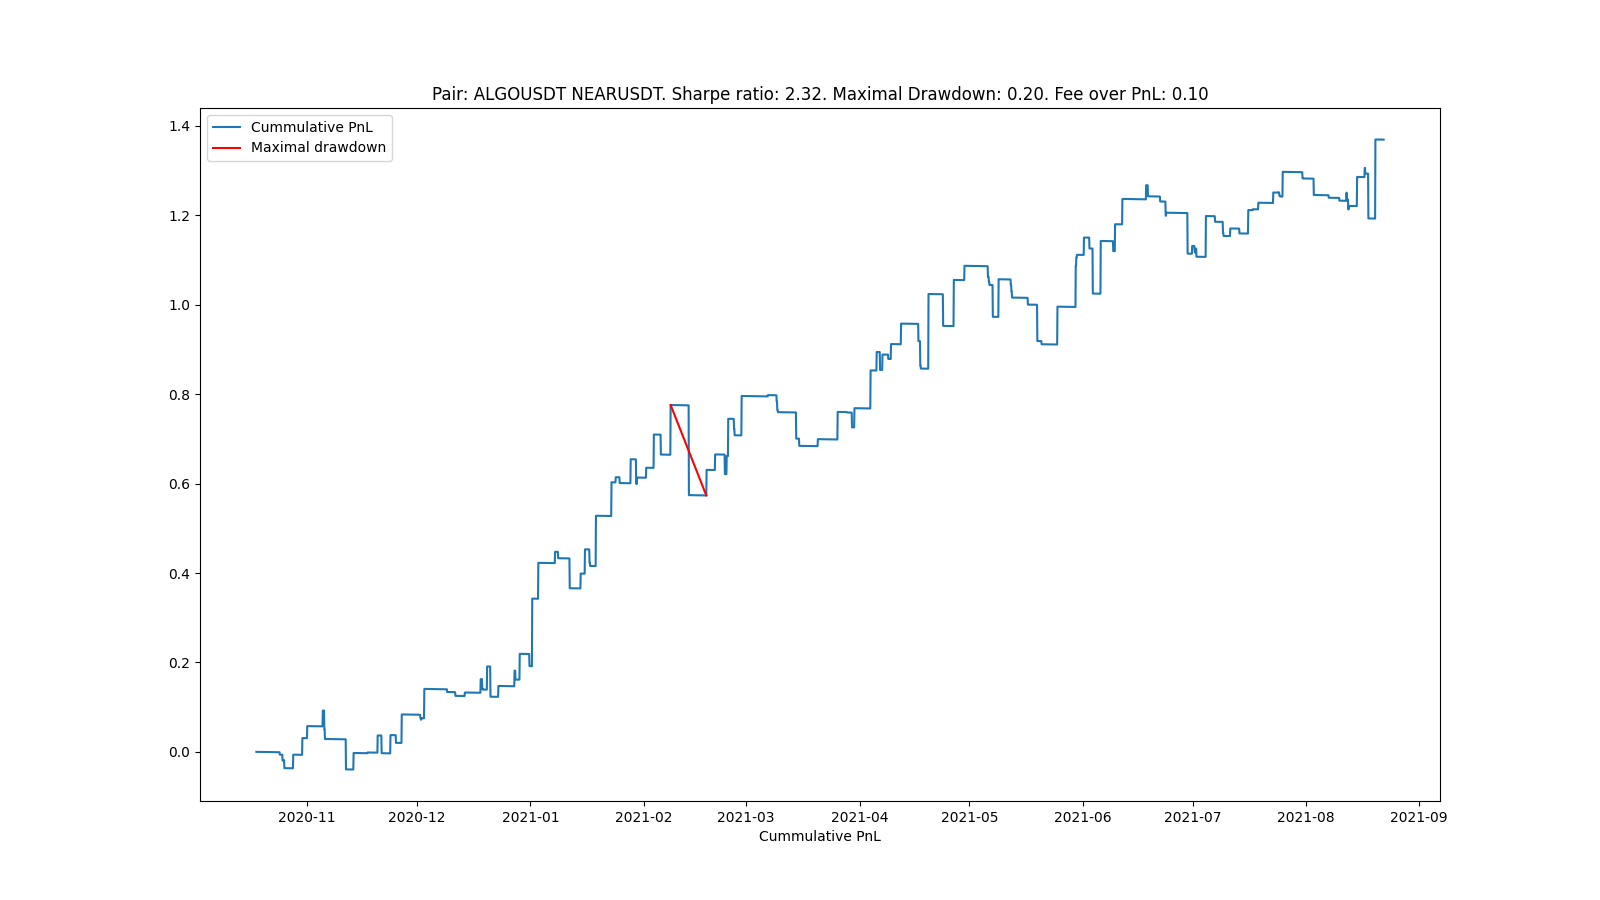 Pair: ALGOUSDT NEARUSDT. Sharpe ratio: 2.32. Maximal Drawdown: 0.20. Fee over PnL: 0.10
Cummulative PnL
Maximal drawdown
1.4
1.2
1.0
0.8
0.6
0.4
0.2
0.0
2020-11 2020-12 2021-01 2021-02 2021-03 2021-04 2021-05 2021-06 2021-07 2021-08 2021-09
Cummulative PnL